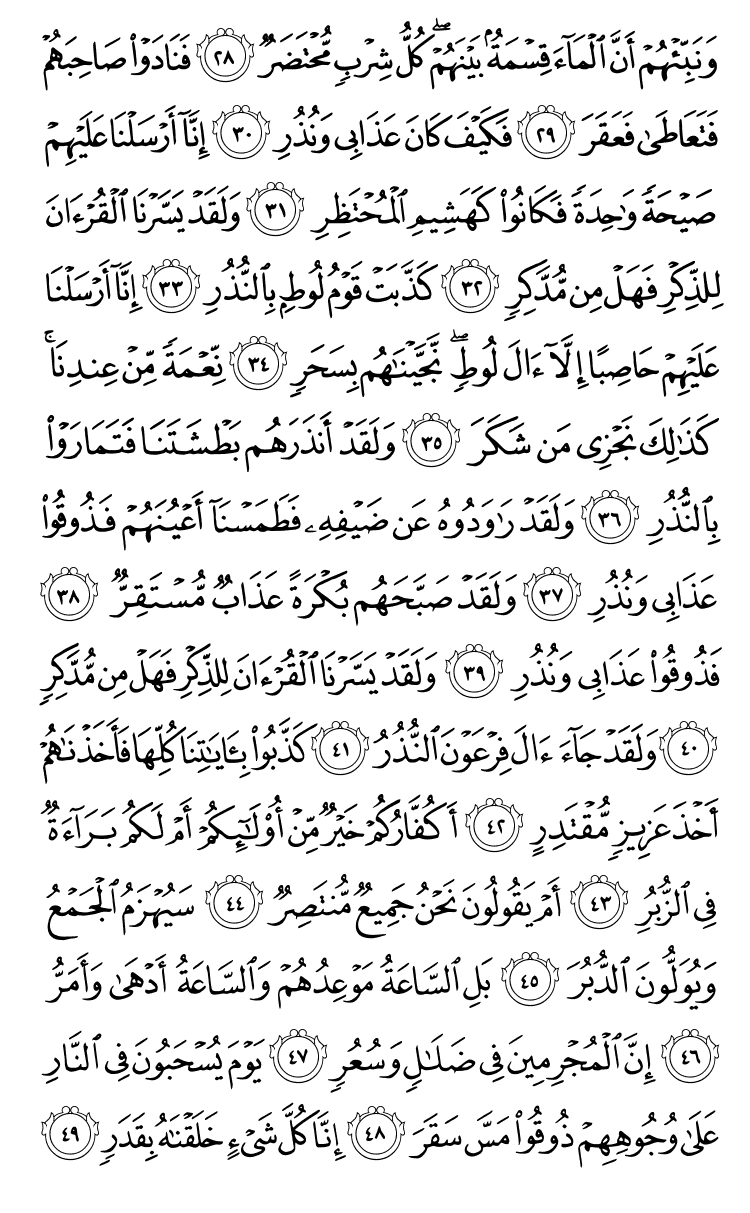 وَنَبِّئْهُمْ أَنَّ ٱلْمَآءَ قِسْمَةٌۢ بَيْنَهُمْ ۖ كُلُّ شِرْبٍ مُّحْتَضَرٌ ٢٨ فَنَادَوْا۟ صَاحِبَهُمْ
فَتَعَاطَىٰ فَعَقَرَ ٢٩ فَكَيْفَ كَانَ عَذَابِى وَنُذُرِ ٣٠ إِنَّآ أَرْسَلْنَا عَلَيْهِمْ
صَيْحَةً وَٰحِدَةً فَكَانُوا۟ كَهَشِيمِ ٱلْمُحْتَظِرِ ٣١ وَلَقَدْ يَسَّرْنَا ٱلْقُرْءَانَ
لِلذِّكْرِ فَهَلْ مِن مُّدَّكِرٍ ٣٢ كَذَّبَتْ قَوْمُ لُوطٍۭ بِٱلنُّذُرِ ٣٣ إِنَّآ أَرْسَلْنَا
عَلَيْهِمْ حَاصِبًا إِلَّآ ءَالَ لُوطٍ ۖ نَّجَّيْنَٰهُم بِسَحَرٍ ٣٤ نِّعْمَةً مِّنْ عِندِنَا ۚ
كَذَٰلِكَ نَجْزِى مَن شَكَرَ ٣٥ وَلَقَدْ أَنذَرَهُم بَطْشَتَنَا فَتَمَارَوْا۟
بِٱلنُّذُرِ ٣٦ وَلَقَدْ رَٰوَدُوهُ عَن ضَيْفِهِۦ فَطَمَسْنَآ أَعْيُنَهُمْ فَذُوقُوا۟
عَذَابِى وَنُذُرِ ٣٧ وَلَقَدْ صَبَّحَهُم بُكْرَةً عَذَابٌ مُّسْتَقِرٌّ ٣٨
فَذُوقُوا۟ عَذَابِى وَنُذُرِ ٣٩ وَلَقَدْ يَسَّرْنَا ٱلْقُرْءَانَ لِلذِّكْرِ فَهَلْ مِن مُّدَّكِرٍ
٤٠ وَلَقَدْ جَآءَ ءَالَ فِرْعَوْنَ ٱلنُّذُرُ ٤١ كَذَّبُوا۟ بِـَٔايَٰتِنَا كُلِّهَا فَأَخَذْنَٰهُمْ
أَخْذَ عَزِيزٍ مُّقْتَدِرٍ ٤٢ أَكُفَّارُكُمْ خَيْرٌ مِّنْ أُو۟لَٰٓئِكُمْ أَمْ لَكُم بَرَآءَةٌ
فِى ٱلزُّبُرِ ٤٣ أَمْ يَقُولُونَ نَحْنُ جَمِيعٌ مُّنتَصِرٌ ٤٤ سَيُهْزَمُ ٱلْجَمْعُ
وَيُوَلُّونَ ٱلدُّبُرَ ٤٥ بَلِ ٱلسَّاعَةُ مَوْعِدُهُمْ وَٱلسَّاعَةُ أَدْهَىٰ وَأَمَرُّ
٤٦ إِنَّ ٱلْمُجْرِمِينَ فِى ضَلَٰلٍ وَسُعُرٍ ٤٧ يَوْمَ يُسْحَبُونَ فِى ٱلنَّارِ
عَلَىٰ وُجُوهِهِمْ ذُوقُوا۟ مَسَّ سَقَرَ ٤٨ إِنَّا كُلَّ شَىْءٍ خَلَقْنَٰهُ بِقَدَرٍ ٤٩